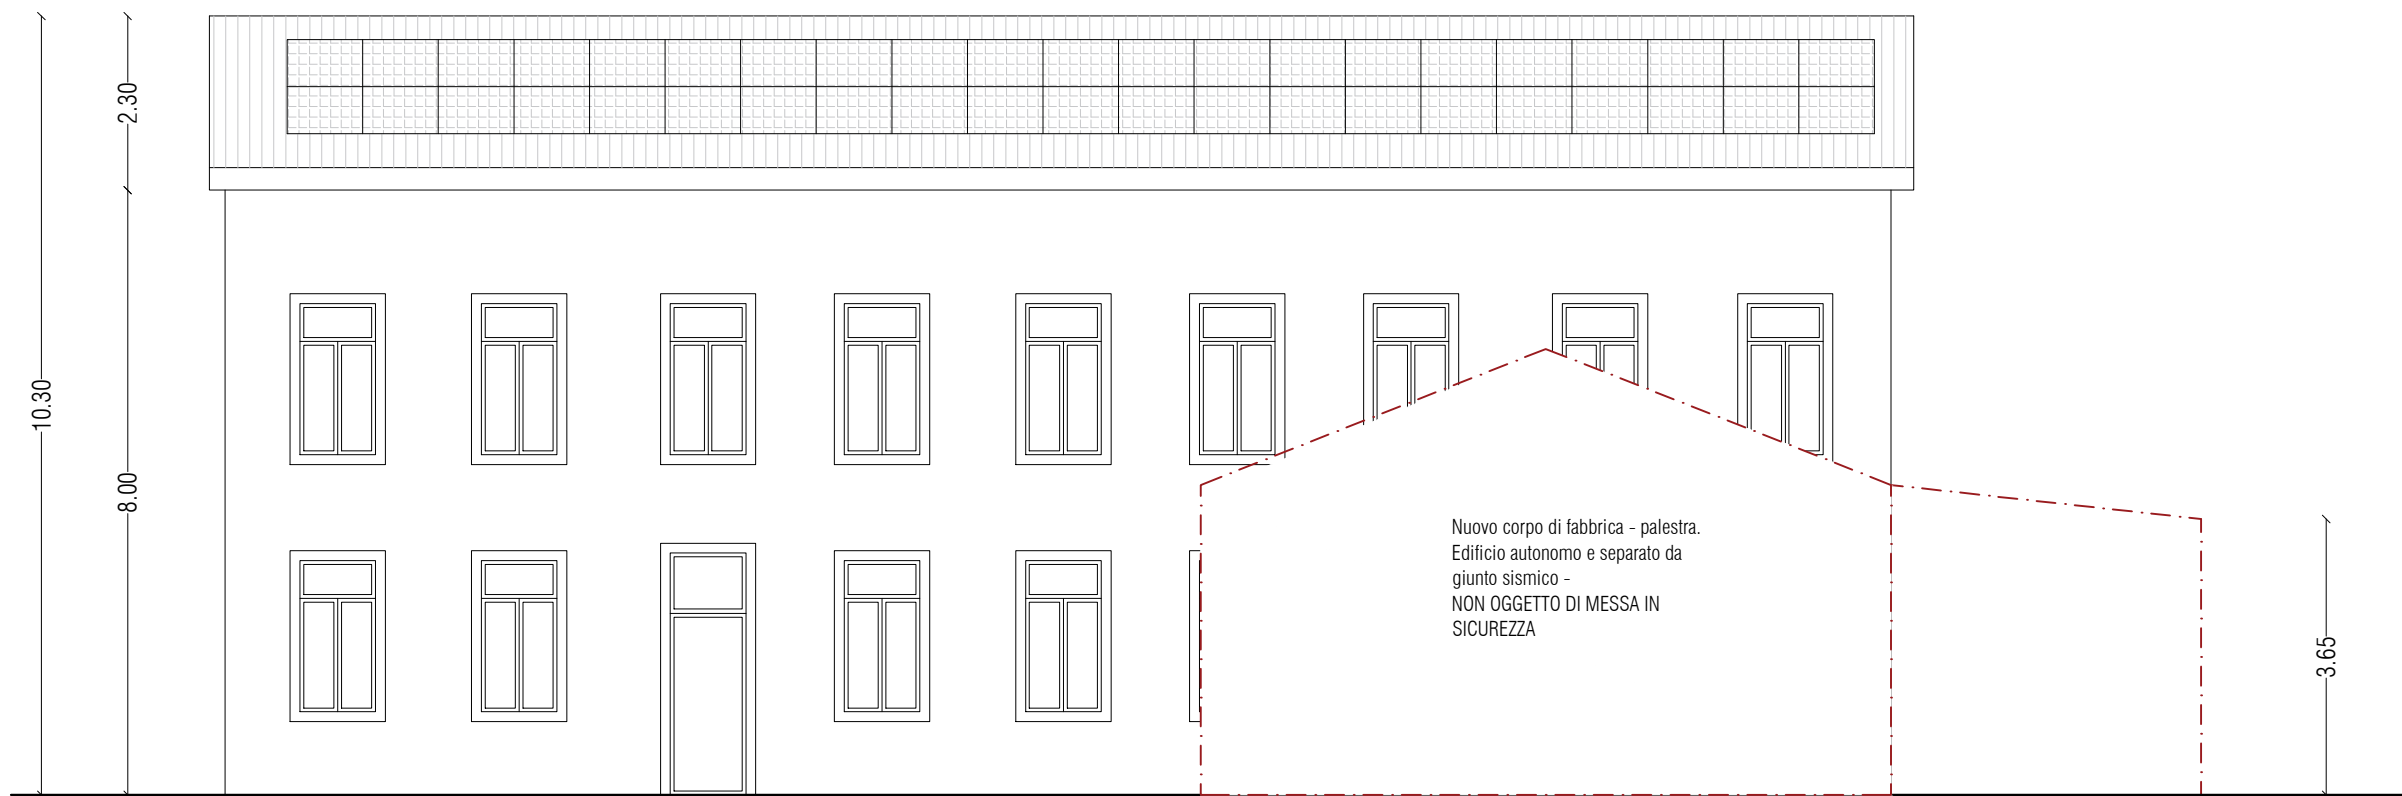 2.30
10.30
8.00
Nuovo corpo di fabbrica - palestra.
Edificio autonomo e separato da
giunto sismico -
NON OGGETTO DI MESSA IN
SICUREZZA
3.65